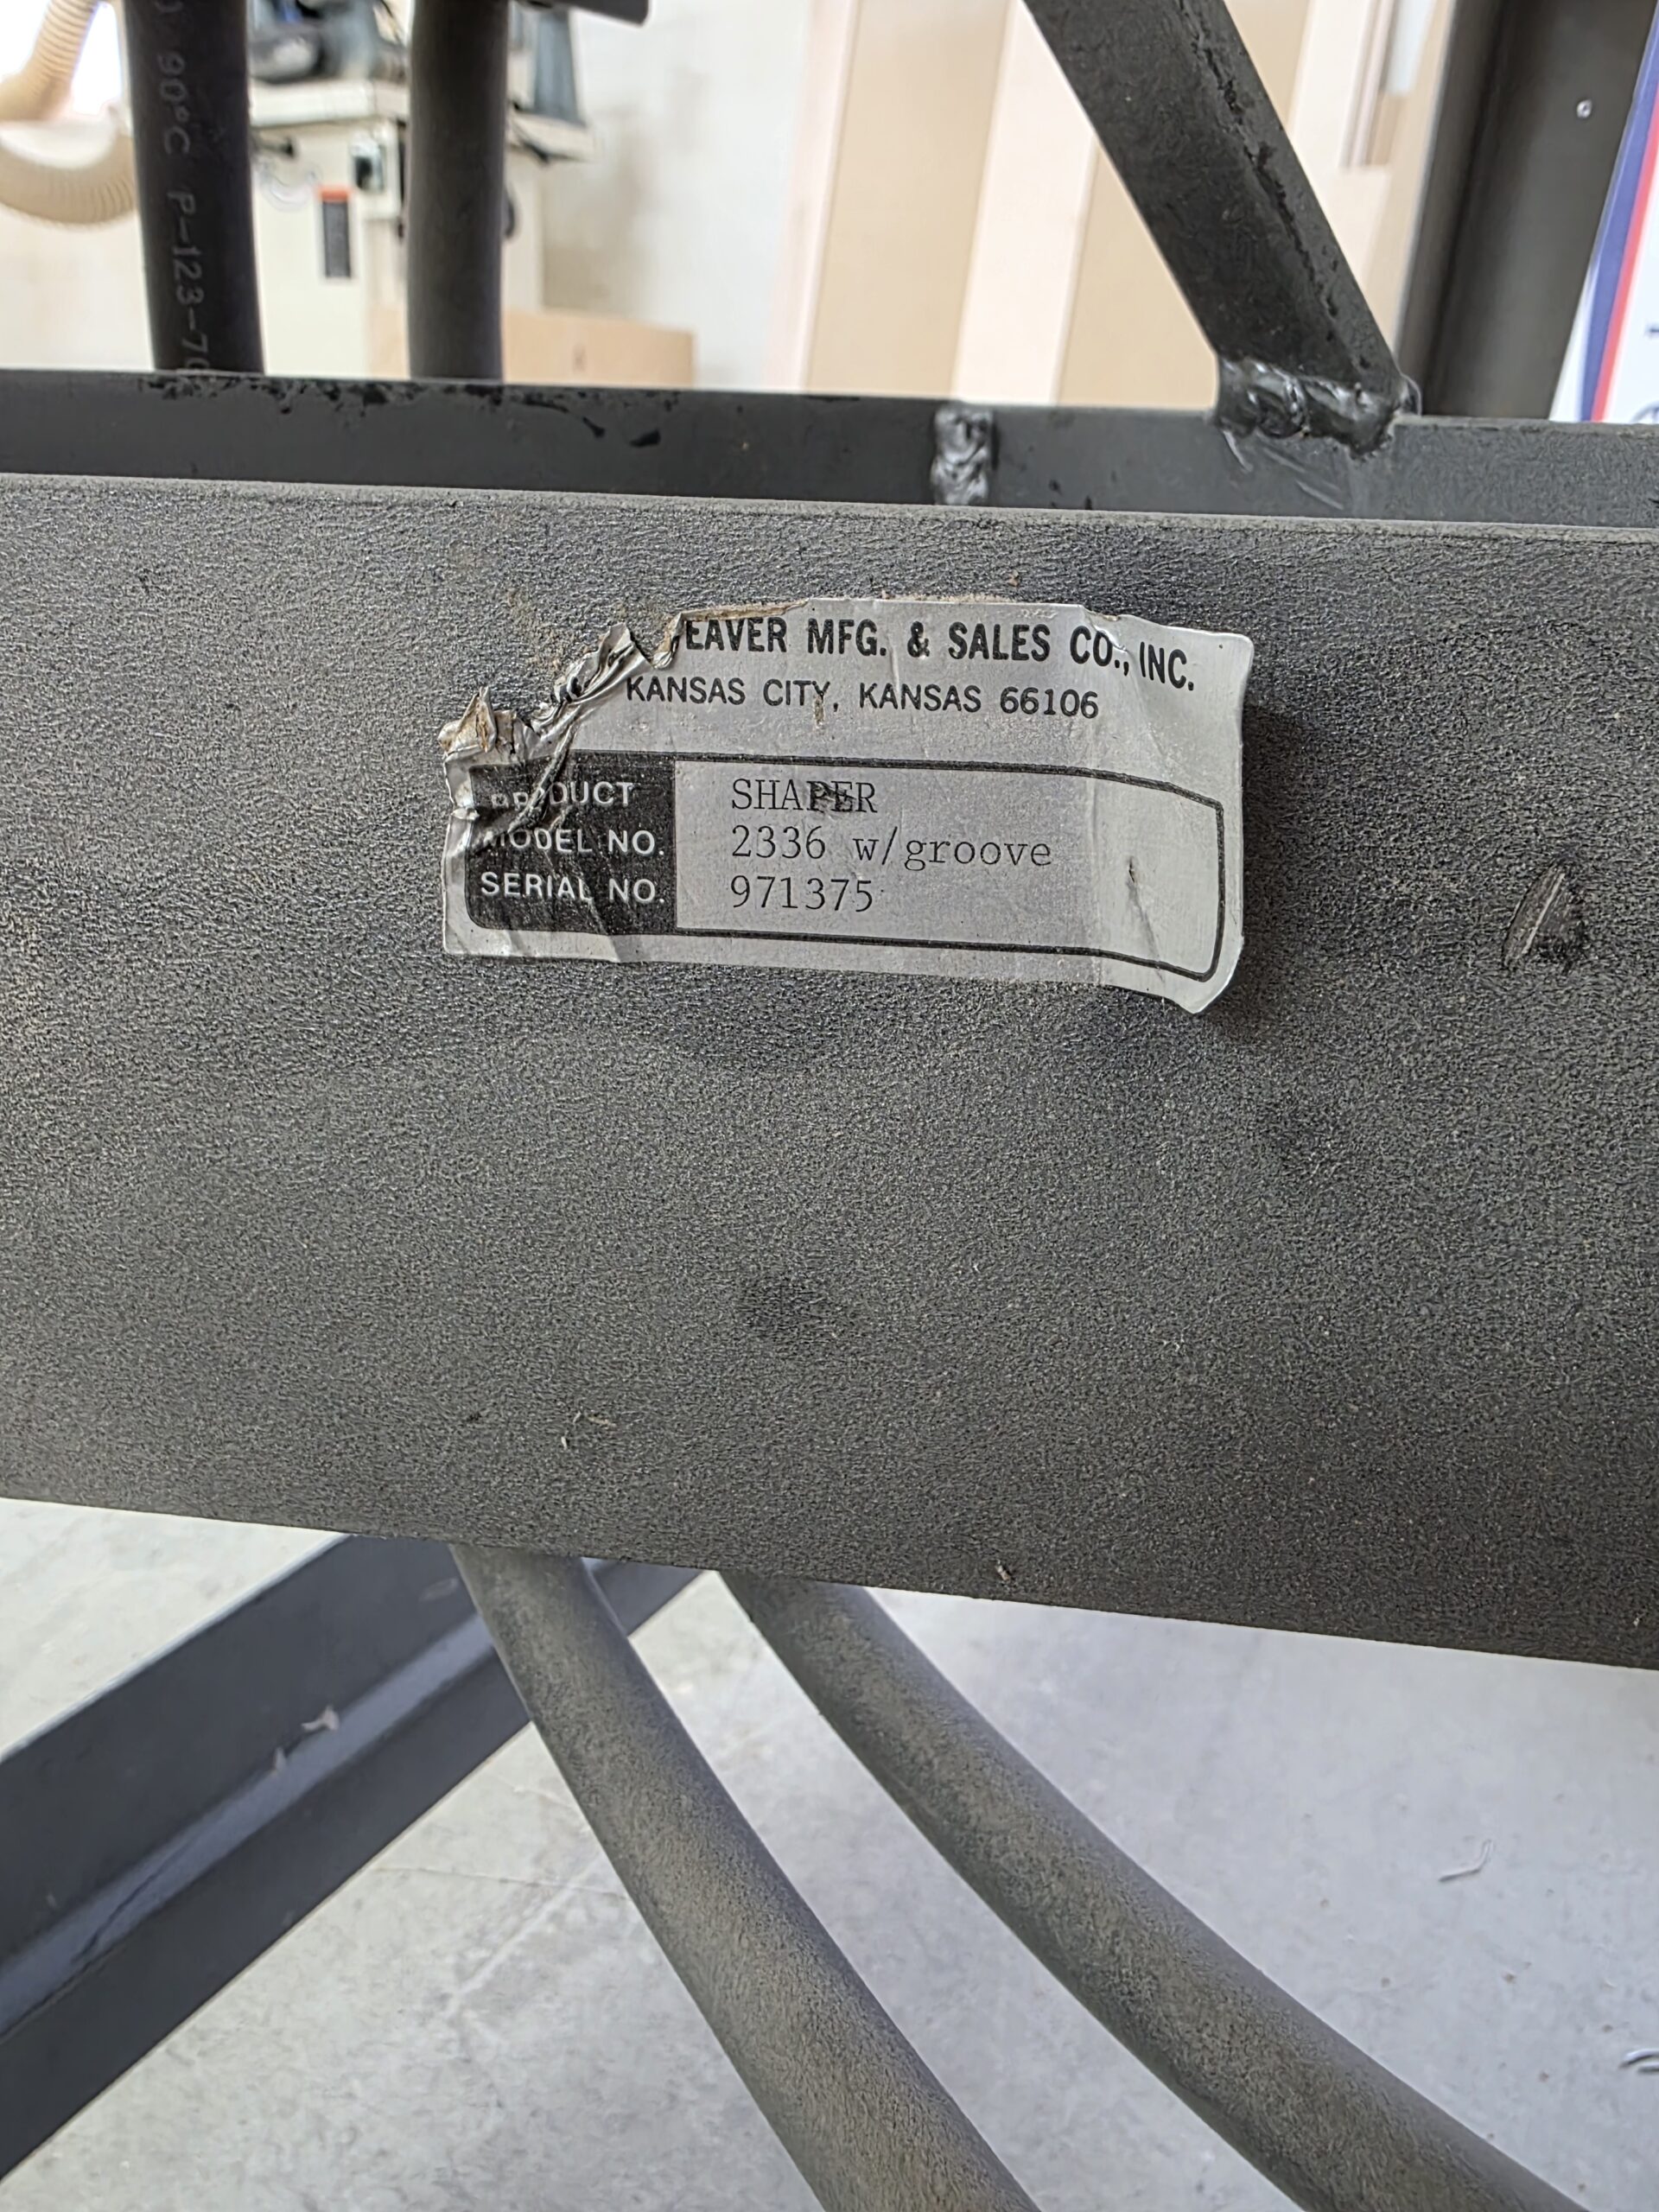 90°C P-123-70
EAVER MFG. & SALES CO., INC.
KANSAS CITY, KANSAS 66106
PRODUCT SHAPER
MODEL NO. 2336 w/groove
SERIAL NO. 971375